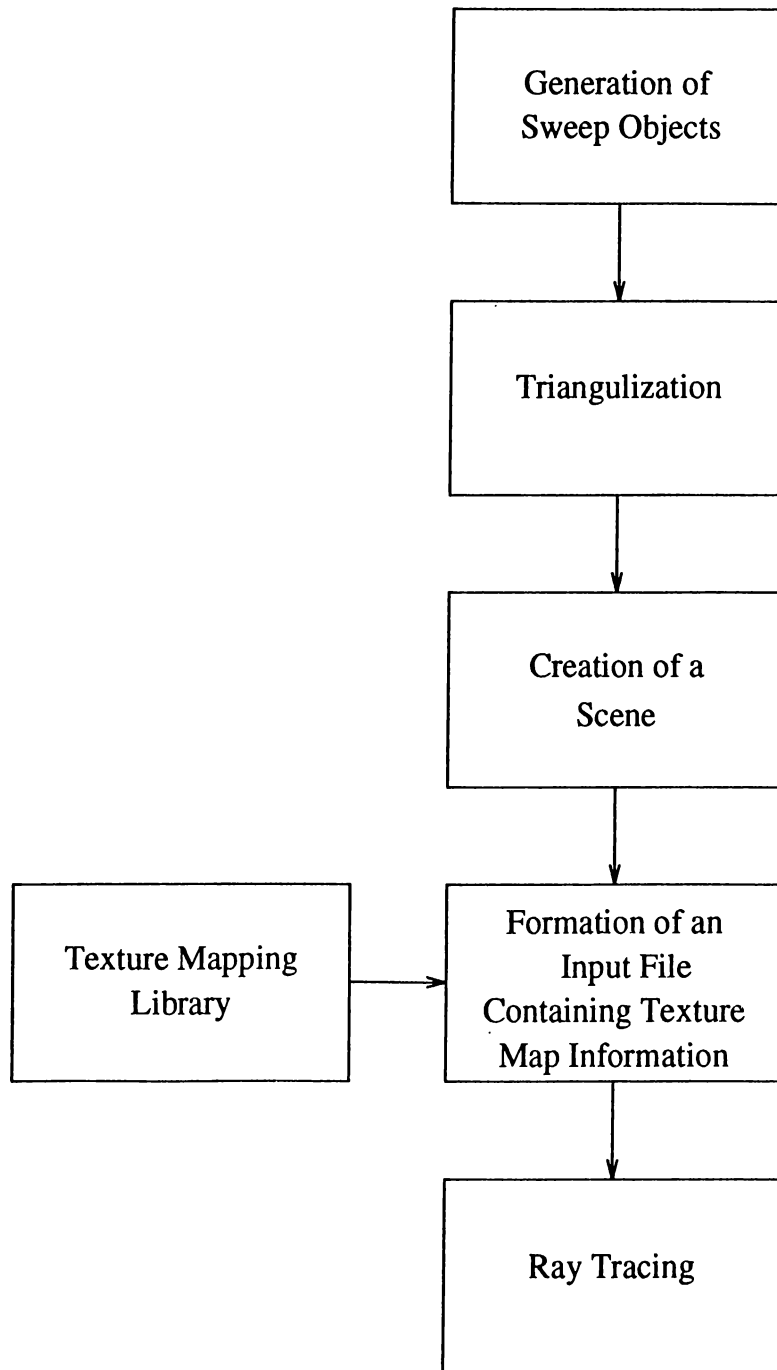 Generation of
Sweep Objects
Triangulization
Creation of a
Scene
Texture Mapping
Library
Formation of an
Input File
Containing Texture
Map Information
Ray Tracing